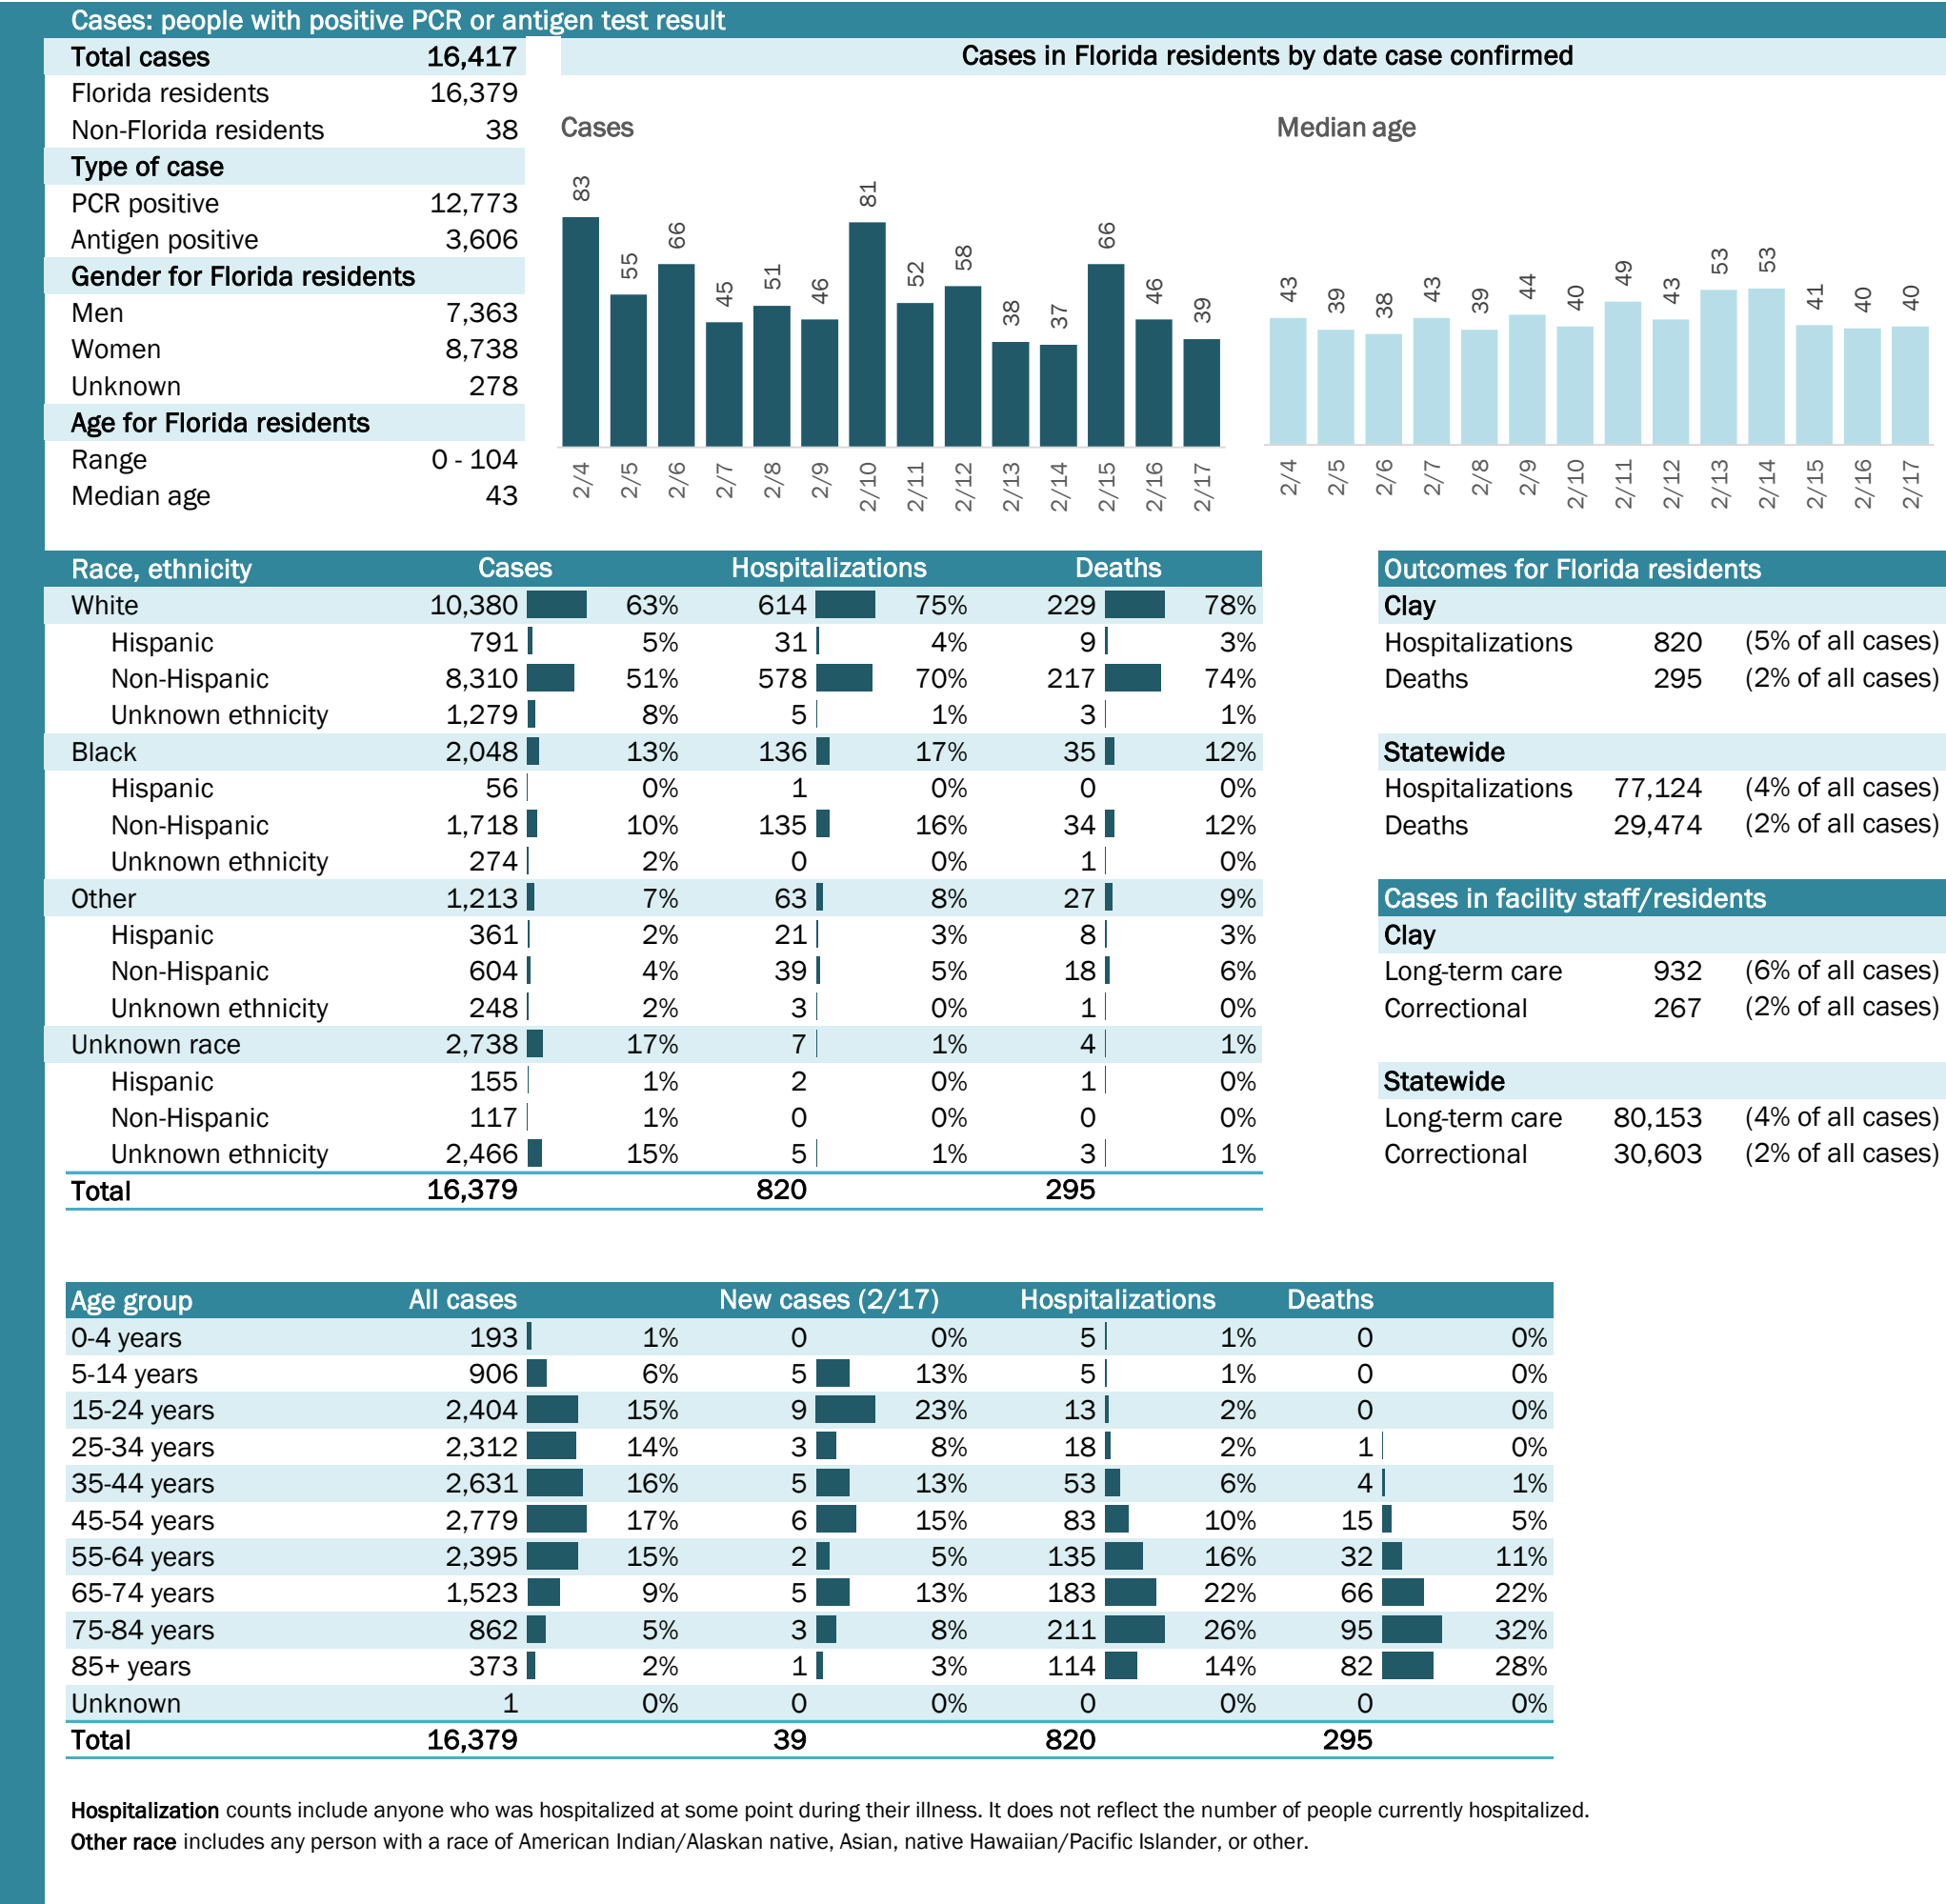 Cases: people with positive PCR or antigen test result
Total cases 16,417
Florida residents 16,379
Non-Florida residents 38
Type of case
PCR positive 12,773
Antigen positive 3,606
Gender for Florida residents
Men 7,363
Women 8,738
Unknown 278
Age for Florida residents
Range 0 - 104
Median age 43
Cases in Florida residents by date case confirmed
Cases
83 55 66 45 51 46 81 52 58 38 37 66 46 39
2/4 2/5 2/6 2/7 2/8 2/9 2/10 2/11 2/12 2/13 2/14 2/15 2/16 2/17
Median age
43 39 38 43 39 44 40 49 43 53 53 41 40 40
2/4 2/5 2/6 2/7 2/8 2/9 2/10 2/11 2/12 2/13 2/14 2/15 2/16 2/17
Race, ethnicity Cases Hospitalizations Deaths
White 10,380 63% 614 75% 229 78%
Hispanic 791 5% 31 4% 9 3%
Non-Hispanic 8,310 51% 578 70% 217 74%
Unknown ethnicity 1,279 8% 5 1% 3 1%
Black 2,048 13% 136 17% 35 12%
Hispanic 56 0% 1 0% 0 0%
Non-Hispanic 1,718 10% 135 16% 34 12%
Unknown ethnicity 274 2% 0 0% 1 0%
Other 1,213 7% 63 8% 27 9%
Hispanic 361 2% 21 3% 8 3%
Non-Hispanic 604 4% 39 5% 18 6%
Unknown ethnicity 248 2% 3 0% 1 0%
Unknown race 2,738 17% 7 1% 4 1%
Hispanic 155 1% 2 0% 1 0%
Non-Hispanic 117 1% 0 0% 0 0%
Unknown ethnicity 2,466 15% 5 1% 3 1%
Total 16,379 820 295
Outcomes for Florida residents
Clay
Hospitalizations 820 (5% of all cases)
Deaths 295 (2% of all cases)
Statewide
Hospitalizations 77,124 (4% of all cases)
Deaths 29,474 (2% of all cases)
Cases in facility staff/residents
Clay
Long-term care 932 (6% of all cases)
Correctional 267 (2% of all cases)
Statewide
Long-term care 80,153 (4% of all cases)
Correctional 30,603 (2% of all cases)
Age group All cases New cases (2/17) Hospitalizations Deaths
0-4 years 193 1% 0 0% 5 1% 0 0%
5-14 years 906 6% 5 13% 5 1% 0 0%
15-24 years 2,404 15% 9 23% 13 2% 0 0%
25-34 years 2,312 14% 3 8% 18 2% 1 0%
35-44 years 2,631 16% 5 13% 53 6% 4 1%
45-54 years 2,779 17% 6 15% 83 10% 15 5%
55-64 years 2,395 15% 2 5% 135 16% 32 11%
65-74 years 1,523 9% 5 13% 183 22% 66 22%
75-84 years 862 5% 3 8% 211 26% 95 32%
85+ years 373 2% 1 3% 114 14% 82 28%
Unknown 1 0% 0 0% 0 0% 0 0%
Total 16,379 39 820 295
Hospitalization counts include anyone who was hospitalized at some point during their illness. It does not reflect the number of people currently hospitalized.
Other race includes any person with a race of American Indian/Alaskan native, Asian, native Hawaiian/Pacific Islander, or other.